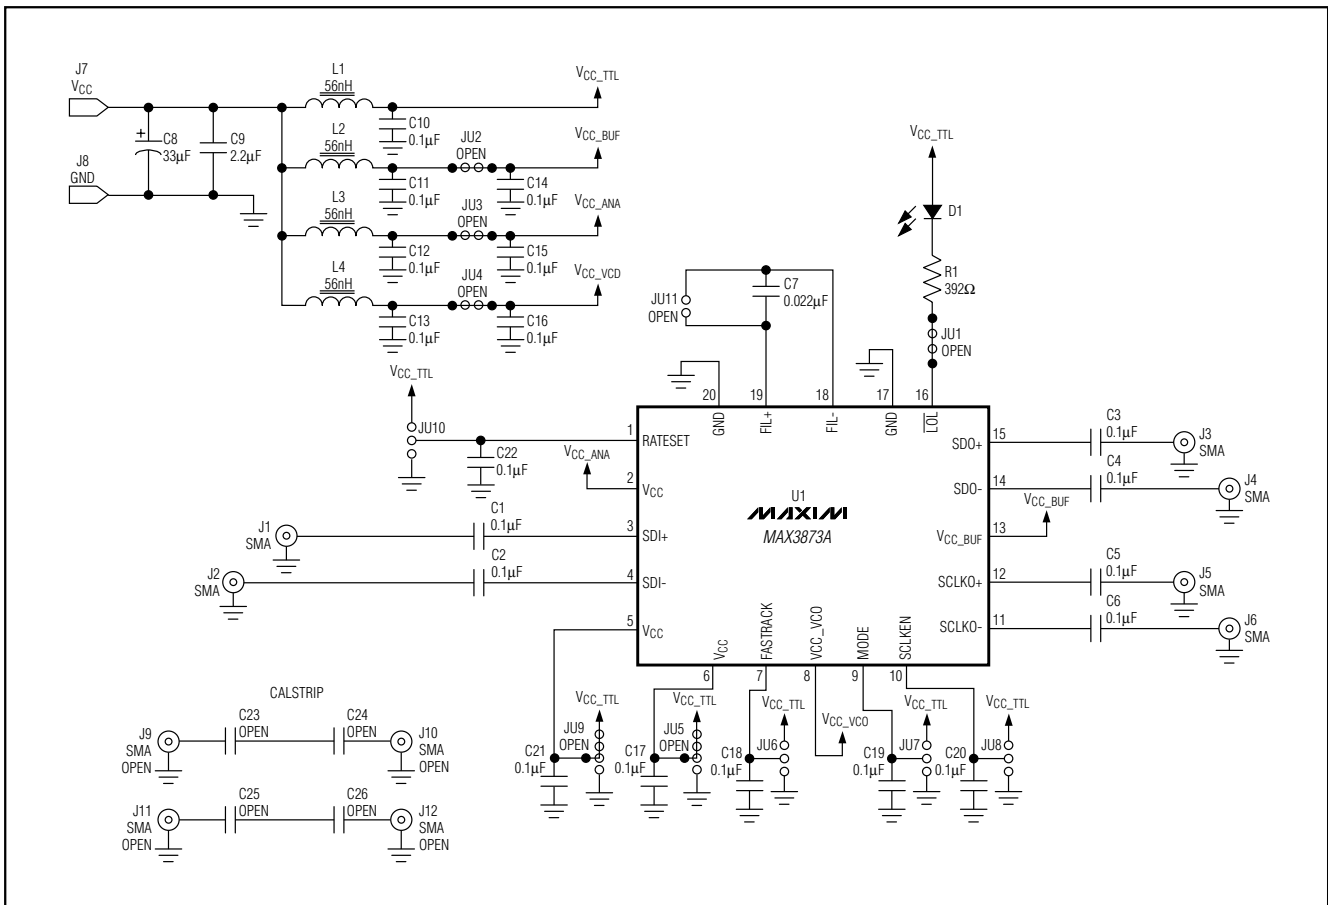 J7
VCC
J8
GND
C8
33µF
+
C9
2.2µF
L1
56nH
VCC_TTL
C10
0.1µF
L2
56nH
JU2
OPEN
VCC_BUF
C11
0.1µF
C14
0.1µF
L3
56nH
JU3
OPEN
VCC_ANA
C12
0.1µF
C15
0.1µF
L4
56nH
JU4
OPEN
VCC_VCD
C13
0.1µF
C16
0.1µF
VCC_TTL
D1
R1
392Ω
JU1
OPEN
JU11
OPEN
C7
0.022µF
VCC_TTL
JU10
C22
0.1µF
VCC_ANA
20
19
18
17
16
GND
FIL+
FIL-
GND
LOL
1
RATESET
2
VCC
3
SDI+
4
SDI-
5
VCC
U1
MAXIM
MAX3873A
SDO+
15
SDO-
14
VCC_BUF
13
SCLKO+
12
SCLKO-
11
VCC
FASTRACK
VCC_VCO
MODE
SCLKEN
6
7
8
9
10
J1
SMA
C1
0.1µF
J2
SMA
C2
0.1µF
C3
0.1µF
J3
SMA
C4
0.1µF
J4
SMA
VCC_BUF
C5
0.1µF
J5
SMA
C6
0.1µF
J6
SMA
VCC_TTL
JU9
OPEN
C21
0.1µF
VCC_TTL
JU5
OPEN
C17
0.1µF
VCC_TTL
JU6
C18
0.1µF
VCC_VCO
VCC_TTL
JU7
C19
0.1µF
VCC_TTL
JU8
C20
0.1µF
CALSTRIP
J9
SMA
OPEN
C23
OPEN
C24
OPEN
J10
SMA
OPEN
J11
SMA
OPEN
C25
OPEN
C26
OPEN
J12
SMA
OPEN